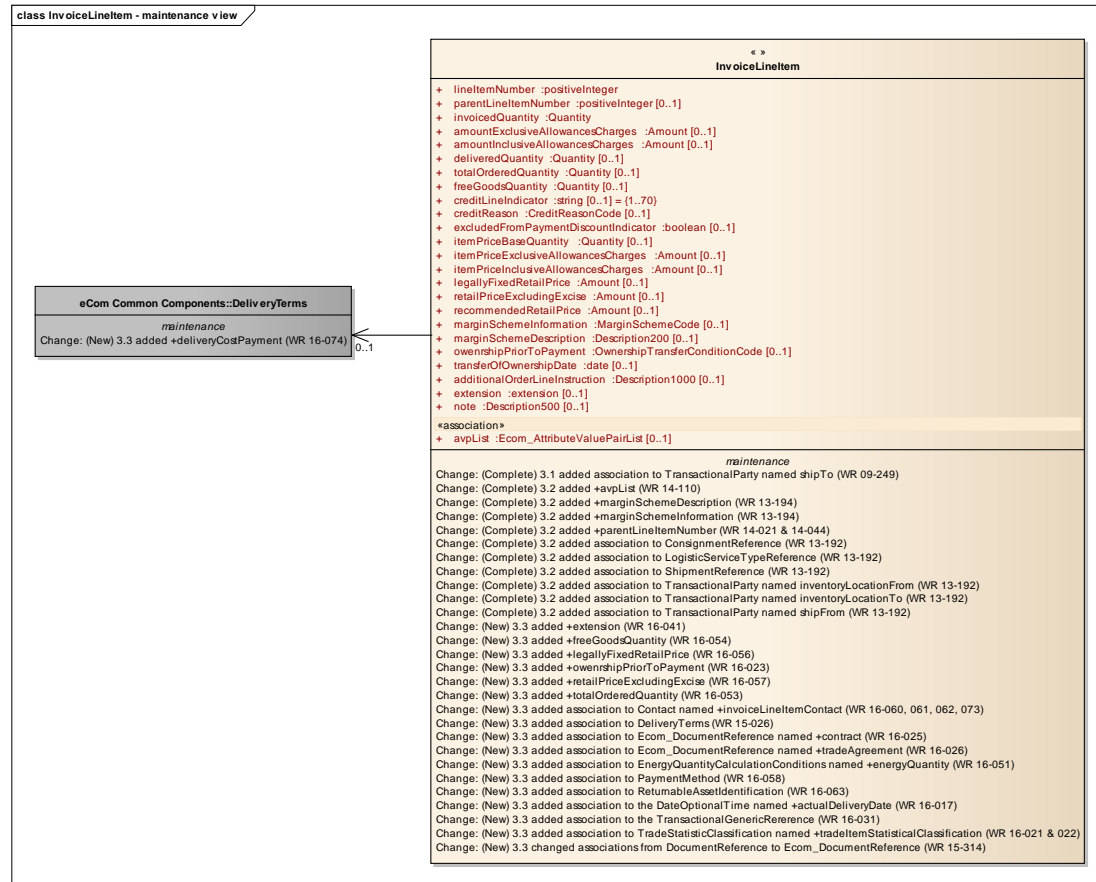 class InvoiceLineItem - maintenance view
« »
InvoiceLineItem
+ lineItemNumber :positiveInteger
+ parentLineItemNumber :positiveInteger [0..1]
+ invoicedQuantity :Quantity
+ amountExclusiveAllowancesCharges :Amount [0..1]
+ amountInclusiveAllowancesCharges :Amount [0..1]
+ deliveredQuantity :Quantity [0..1]
+ totalOrderedQuantity :Quantity [0..1]
+ freeGoodsQuantity :Quantity [0..1]
+ creditLineIndicator :string [0..1] = {1..70}
+ creditReason :CreditReasonCode [0..1]
+ excludedFromPaymentDiscountIndicator :boolean [0..1]
+ itemPriceBaseQuantity :Quantity [0..1]
+ itemPriceExclusiveAllowancesCharges :Amount [0..1]
+ itemPriceInclusiveAllowancesCharges :Amount [0..1]
+ legallyFixedRetailPrice :Amount [0..1]
+ retailPriceExcludingExcise :Amount [0..1]
+ recommendedRetailPrice :Amount [0..1]
+ marginSchemeInformation :MarginSchemeCode [0..1]
+ marginSchemeDescription :Description200 [0..1]
+ owenrshipPriorToPayment :OwnershipTransferConditionCode [0..1]
+ transferOfOwnershipDate :date [0..1]
+ additionalOrderLineInstruction :Description1000 [0..1]
+ extension :extension [0..1]
+ note :Description500 [0..1]
«association»
+ avpList :Ecom_AttributeValuePairList [0..1]
maintenance
Change: (Complete) 3.1 added association to TransactionalParty named shipTo (WR 09-249)
Change: (Complete) 3.2 added +avpList (WR 14-110)
Change: (Complete) 3.2 added +marginSchemeDescription (WR 13-194)
Change: (Complete) 3.2 added +marginSchemeInformation (WR 13-194)
Change: (Complete) 3.2 added +parentLineItemNumber (WR 14-021 & 14-044)
Change: (Complete) 3.2 added association to ConsignmentReference (WR 13-192)
Change: (Complete) 3.2 added association to LogisticServiceTypeReference (WR 13-192)
Change: (Complete) 3.2 added association to ShipmentReference (WR 13-192)
Change: (Complete) 3.2 added association to TransactionalParty named inventoryLocationFrom (WR 13-192)
Change: (Complete) 3.2 added association to TransactionalParty named inventoryLocationTo (WR 13-192)
Change: (Complete) 3.2 added association to TransactionalParty named shipFrom (WR 13-192)
Change: (New) 3.3 added +extension (WR 16-041)
Change: (New) 3.3 added +freeGoodsQuantity (WR 16-054)
Change: (New) 3.3 added +legallyFixedRetailPrice (WR 16-056)
Change: (New) 3.3 added +owenrshipPriorToPayment (WR 16-023)
Change: (New) 3.3 added +retailPriceExcludingExcise (WR 16-057)
Change: (New) 3.3 added +totalOrderedQuantity (WR 16-053)
Change: (New) 3.3 added association to Contact named +invoiceLineItemContact (WR 16-060, 061, 062, 073)
Change: (New) 3.3 added association to DeliveryTerms (WR 15-026)
Change: (New) 3.3 added association to Ecom_DocumentReference named +contract (WR 16-025)
Change: (New) 3.3 added association to Ecom_DocumentReference named +tradeAgreement (WR 16-026)
Change: (New) 3.3 added association to EnergyQuantityCalculationConditions named +energyQuantity (WR 16-051)
Change: (New) 3.3 added association to PaymentMethod (WR 16-058)
Change: (New) 3.3 added association to ReturnableAssetIdentification (WR 16-063)
Change: (New) 3.3 added association to the DateOptionalTime named +actualDeliveryDate (WR 16-017)
Change: (New) 3.3 added association to the TransactionalGenericRererence (WR 16-031)
Change: (New) 3.3 added association to TradeStatisticClassification named +tradeItemStatisticalClassification (WR 16-021 & 022)
Change: (New) 3.3 changed associations from DocumentReference to Ecom_DocumentReference (WR 15-314)
eCom Common Components::DeliveryTerms
maintenance
Change: (New) 3.3 added +deliveryCostPayment (WR 16-074)
0..1